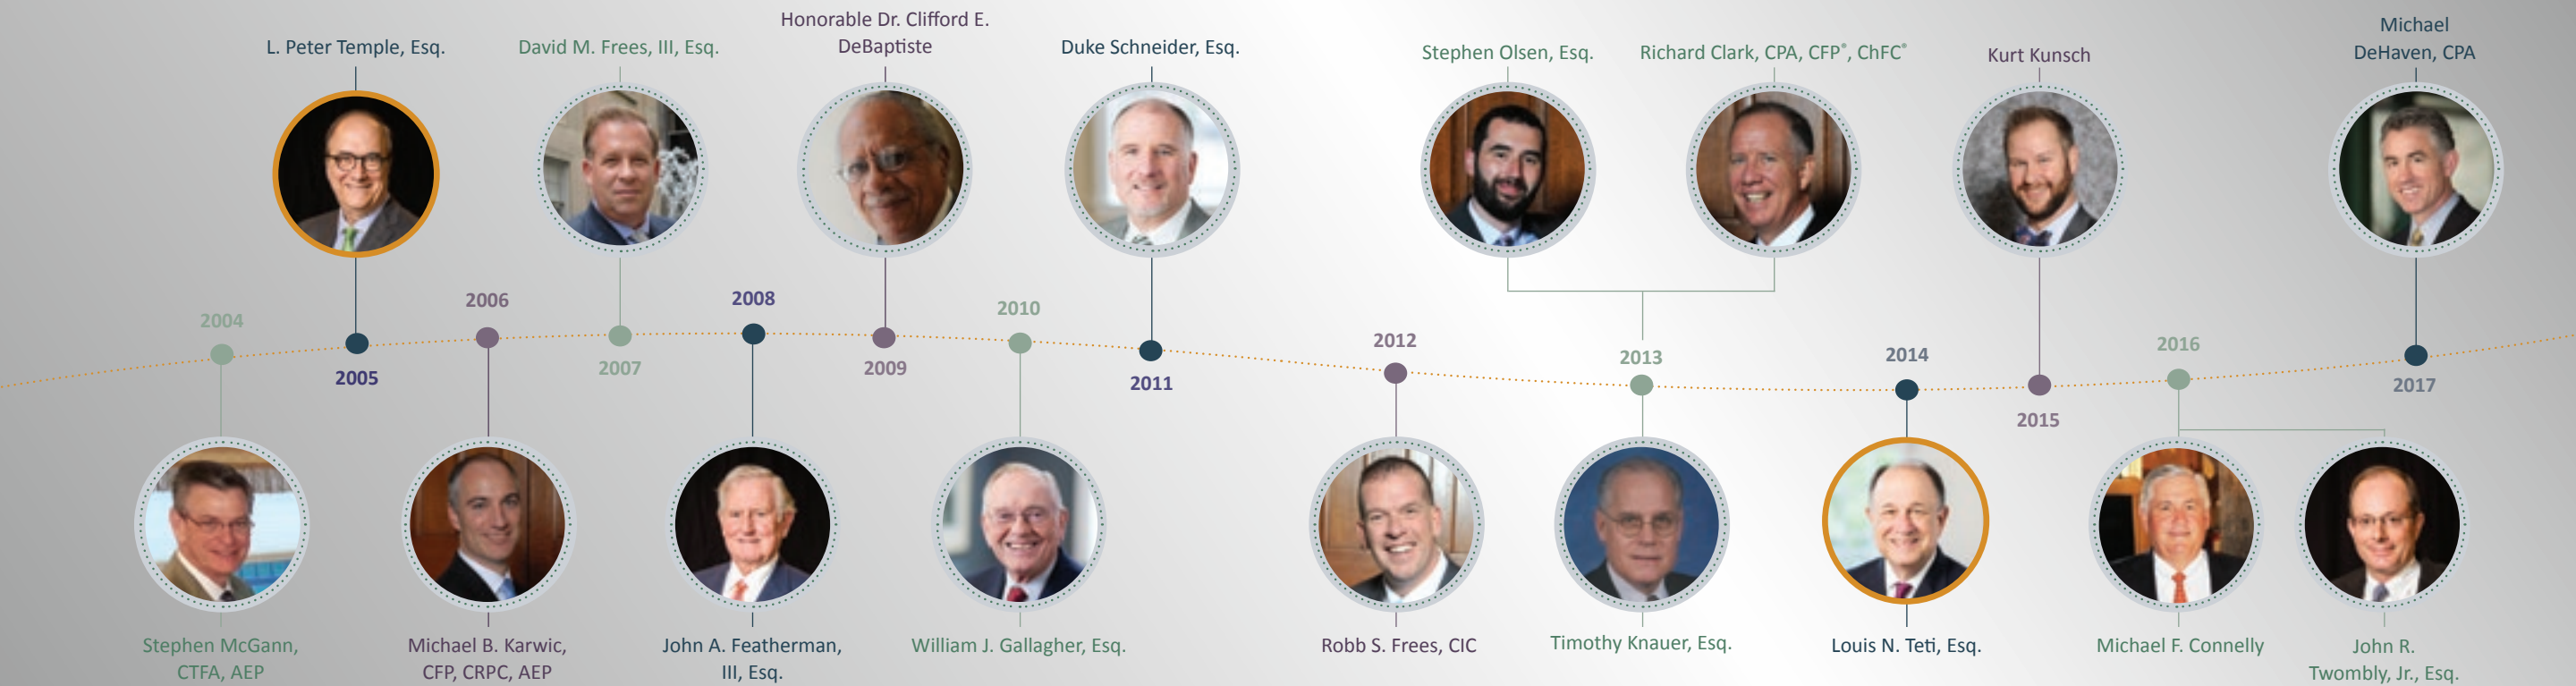 L. Peter Temple, Esq.
David M. Frees, III, Esq.
Honorable Dr. Clifford E.
DeBaptiste
Duke Schneider, Esq.
Stephen Olsen, Esq.
Richard Clark, CPA, CFP®, ChFC®
Kurt Kunsch
Michael
DeHaven, CPA
2004
2005
2006
2007
2008
2009
2010
2011
2012
2013
2014
2015
2016
2017
Stephen McGann,
CTFA, AEP
Michael B. Karwic,
CFP, CRPC, AEP
John A. Featherman,
III, Esq.
William J. Gallagher, Esq.
Robb S. Frees, CIC
Timothy Knauer, Esq.
Louis N. Teti, Esq.
Michael F. Connelly
John R.
Twombly, Jr., Esq.